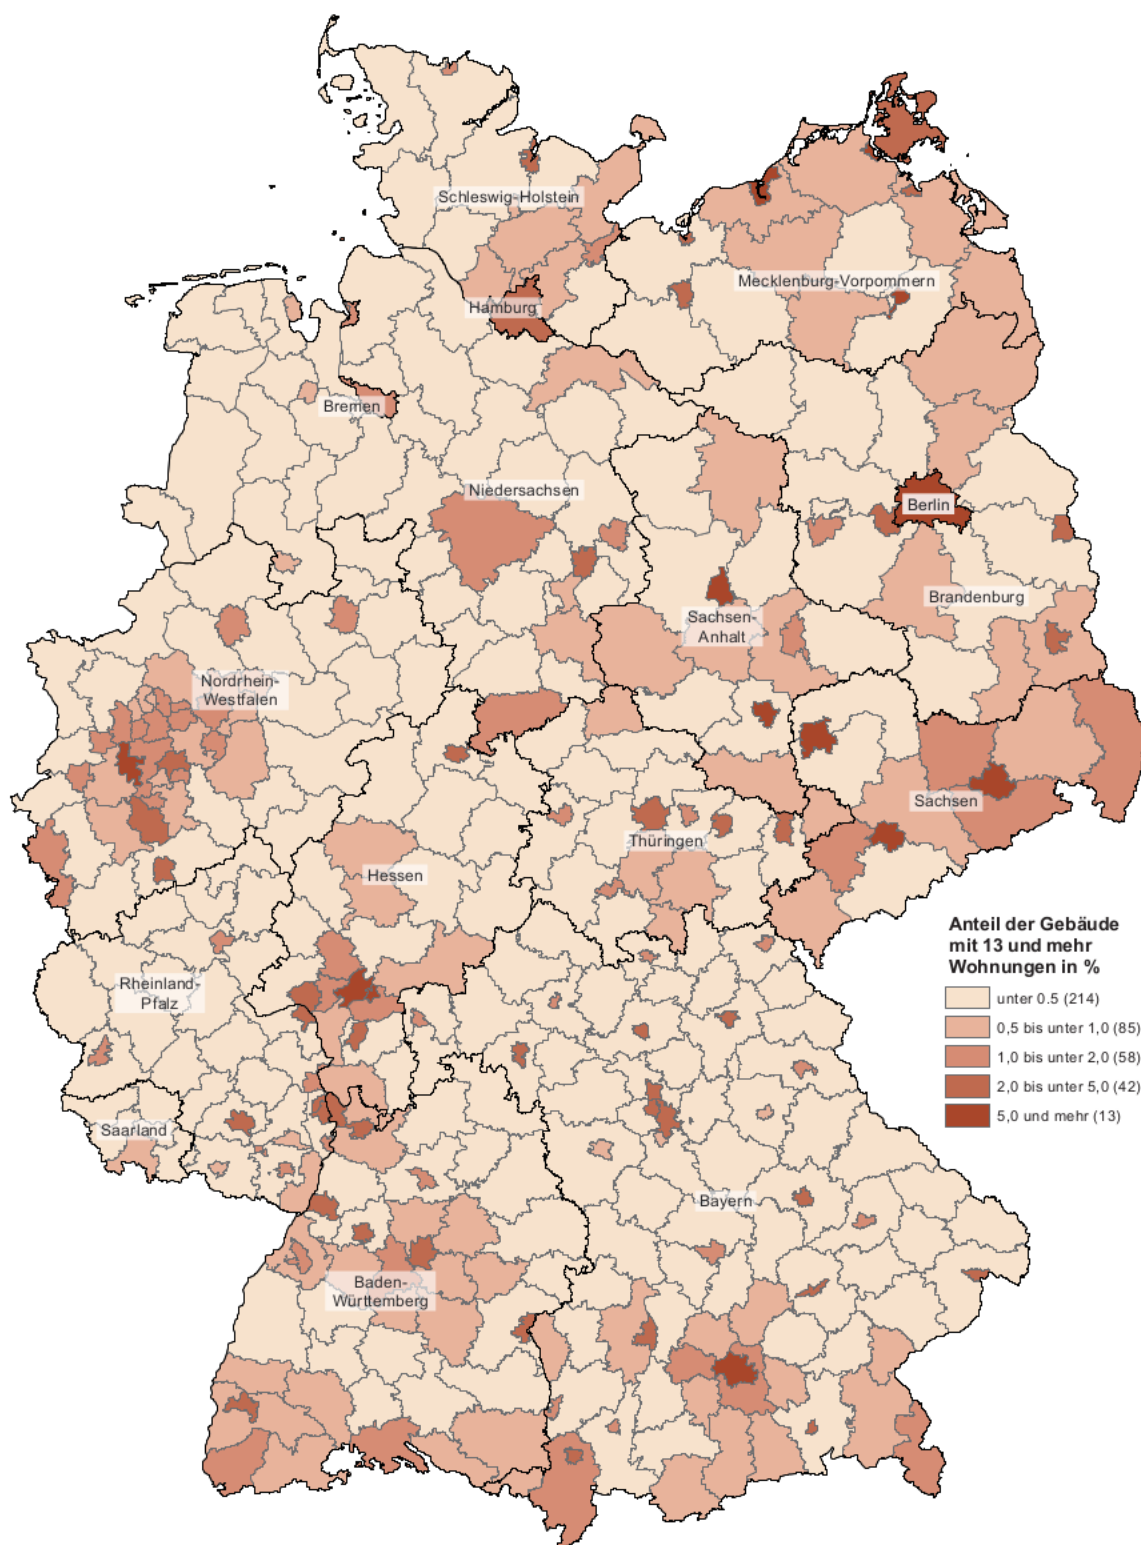 Schleswig-Holstein
Mecklenburg-Vorpommern
Hamburg
Bremen
Niedersachsen
Berlin
Brandenburg
Sachsen-
Anhalt
Nordrhein-
Westfalen
Sachsen
Thüringen
Hessen
Rheinland-
Pfalz
Saarland
Bayern
Baden-
Württemberg
Anteil der Gebäude
mit 13 und mehr
Wohnungen in %
unter 0.5 (214)
0,5 bis unter 1,0 (85)
1,0 bis unter 2,0 (58)
2,0 bis unter 5,0 (42)
5,0 und mehr (13)